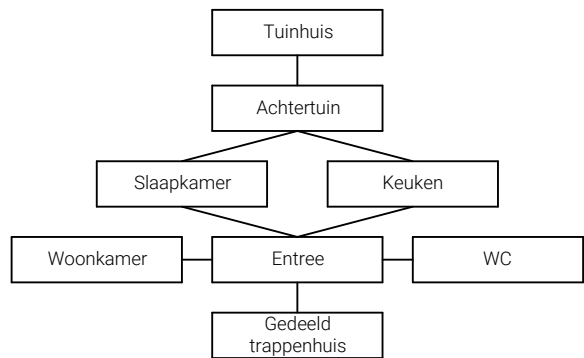 Tuinhuis
Achtertuin
Slaapkamer
Keuken
Woonkamer
Entree
WC
Gedeeld
trappenhuis